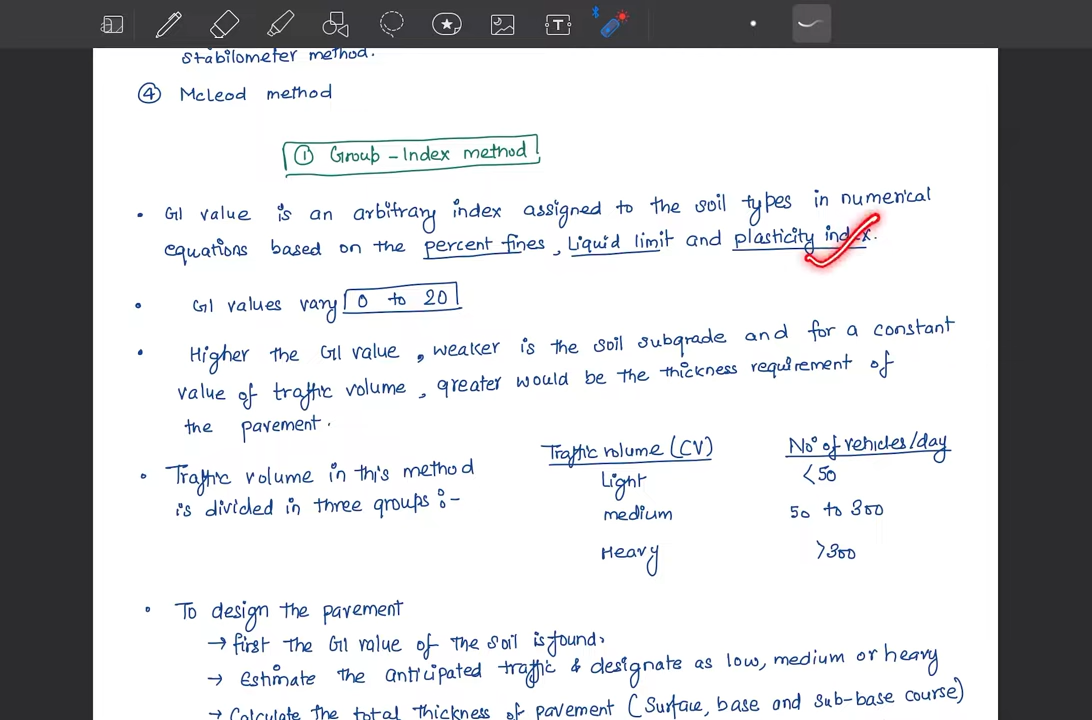 Stabilometer method.
④ McLeod method
① Group-Index method
• GI value is an arbitrary index assigned to the soil types in numerical
equations based on the percent fines, Liquid limit and plasticity index.
• GI values vary 0 to 20
• Higher the GI value, weaker is the soil subgrade and for a constant
value of traffic volume, greater would be the thickness requirement of
the pavement.
• Traffic volume in this method
is divided in three groups :-
Traffic volume (CV) No° of vehicles/day
Light <50
medium 50 to 300
Heavy >300
• To design the pavement
→ first the GI value of the soil is found.
→ Estimate the anticipated traffic & designate as low, medium or heavy
→ Calculate the total thickness of pavement (Surface, base and sub-base course)